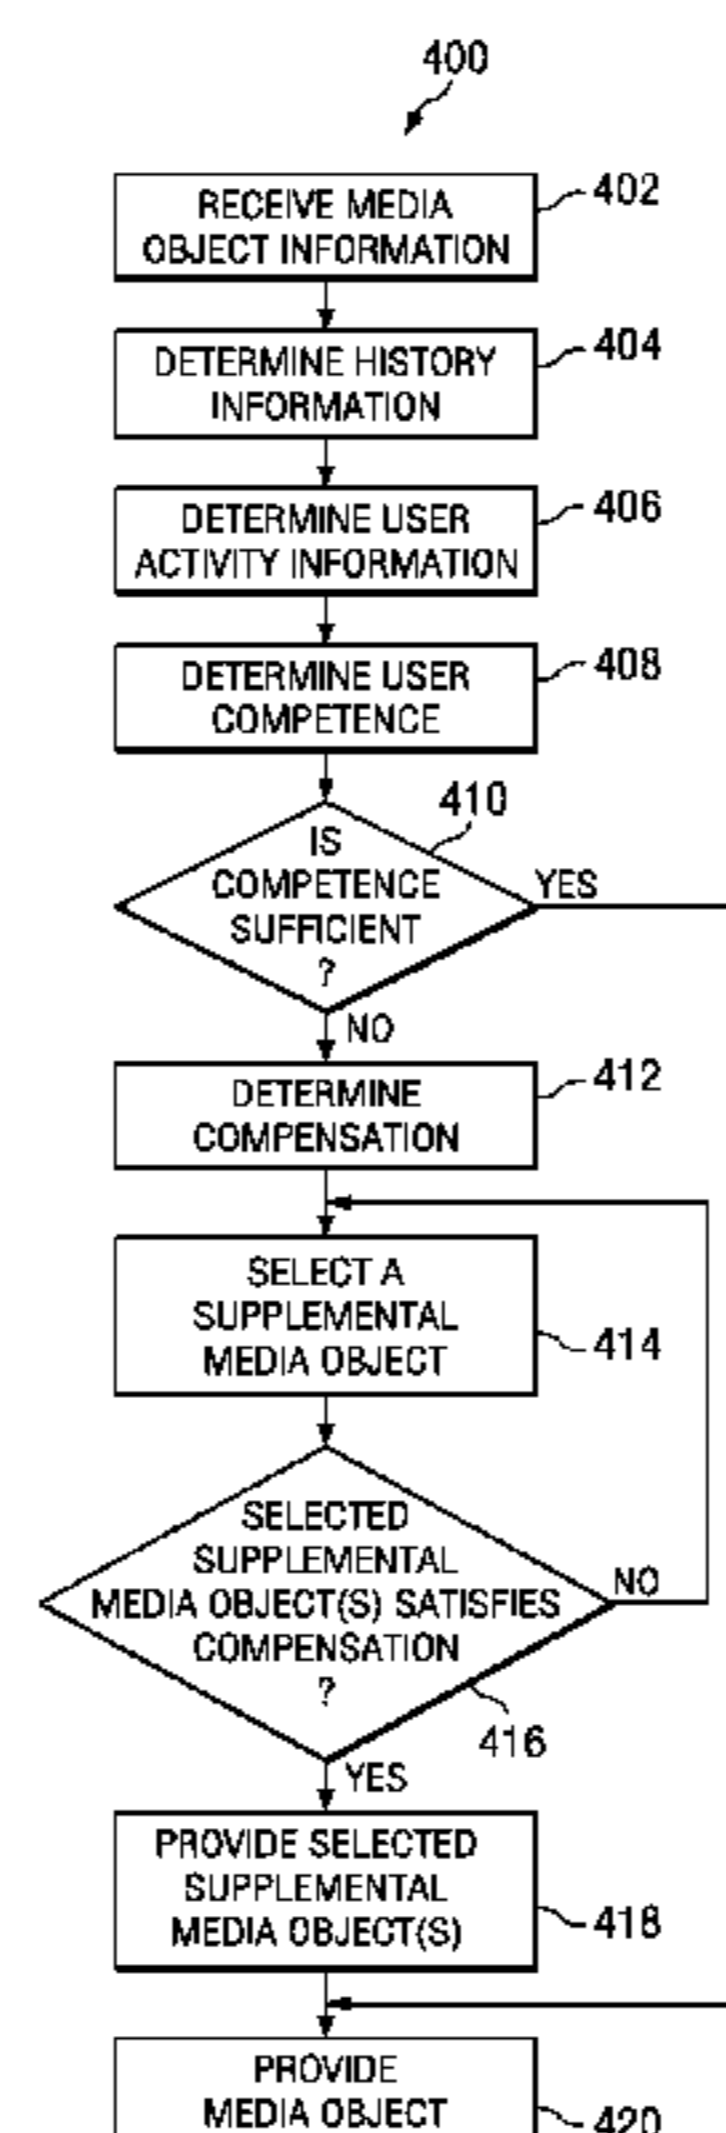 400
RECEIVE MEDIA
OBJECT INFORMATION
402
DETERMINE HISTORY
INFORMATION
404
DETERMINE USER
ACTIVITY INFORMATION
406
DETERMINE USER
COMPETENCE
408
410
IS
COMPETENCE
SUFFICIENT
?
YES
NO
DETERMINE
COMPENSATION
412
SELECT A
SUPPLEMENTAL
MEDIA OBJECT
414
SELECTED
SUPPLEMENTAL
MEDIA OBJECT(S) SATISFIES
COMPENSATION
?
NO
416
YES
PROVIDE SELECTED
SUPPLEMENTAL
MEDIA OBJECT(S)
418
PROVIDE
MEDIA OBJECT
420